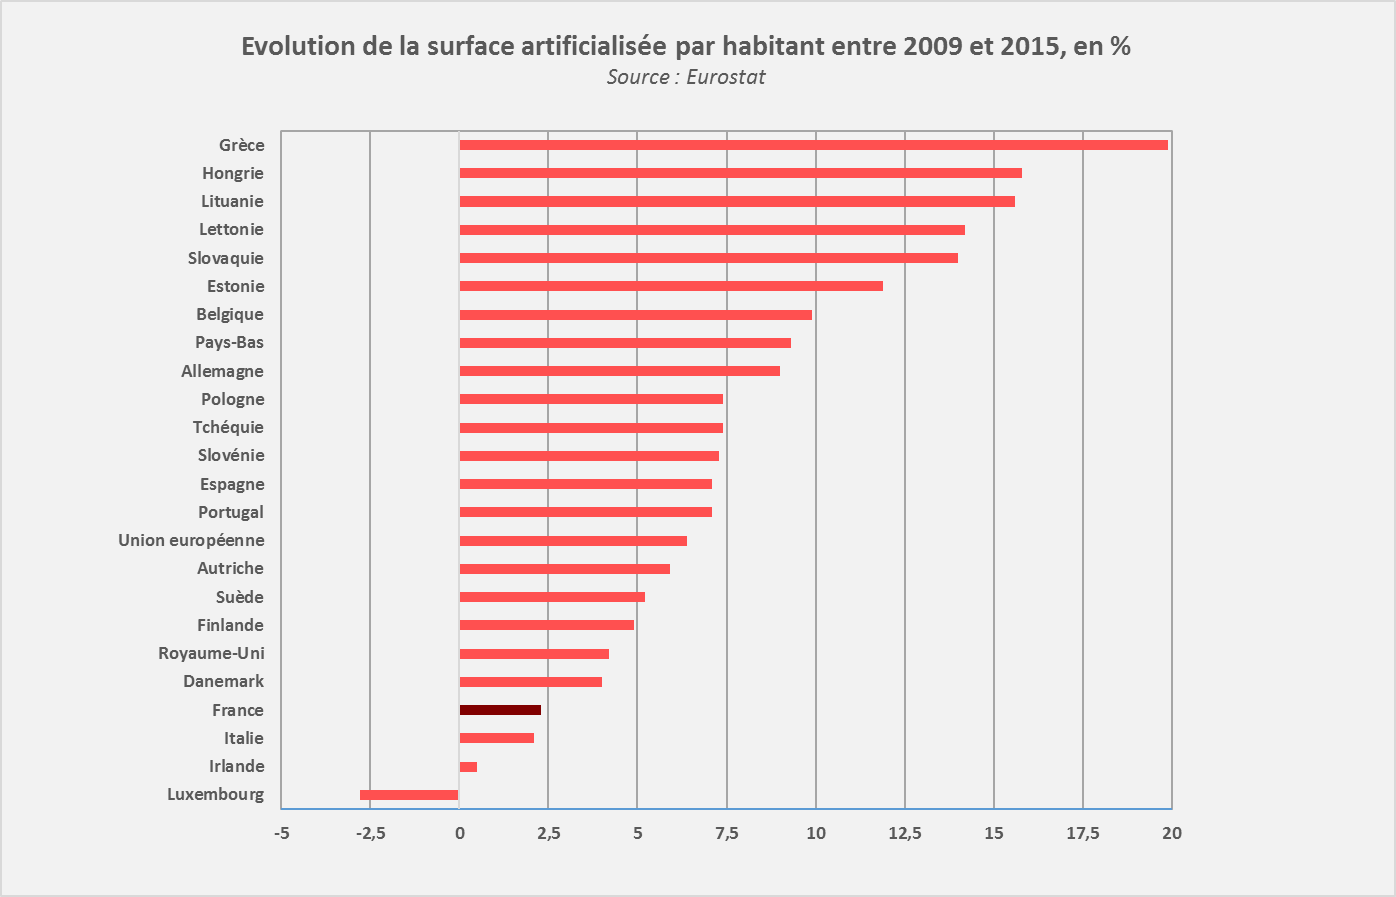 Evolution de la surface artificialisée par habitant entre 2009 et 2015, en %
Source : Eurostat
Grèce
Hongrie
Lituanie
Lettonie
Slovaquie
Estonie
Belgique
Pays-Bas
Allemagne
Pologne
Tchéquie
Slovénie
Espagne
Portugal
Union européenne
Autriche
Suède
Finlande
Royaume-Uni
Danemark
France
Italie
Irlande
Luxembourg
-5 -2,5 0 2,5 5 7,5 10 12,5 15 17,5 20